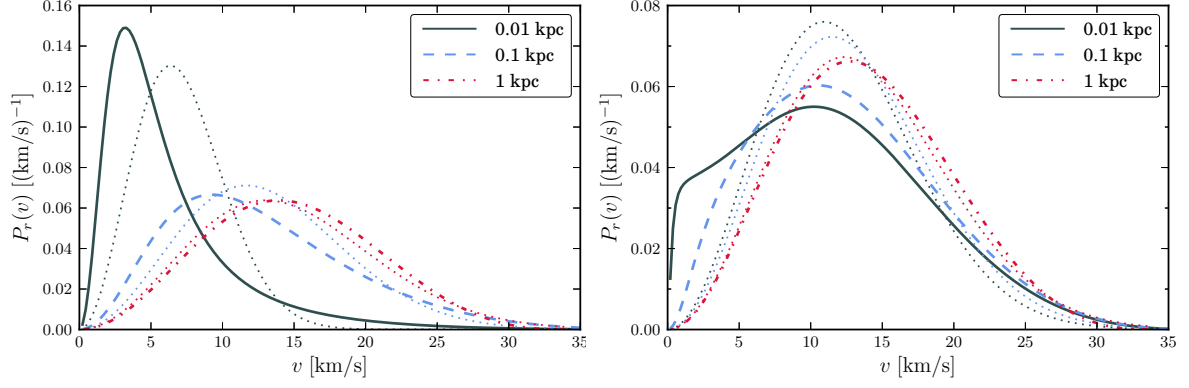 0.16
0.14
0.12
0.10
0.08
0.06
0.04
0.02
0.00
P_r(v) [(km/s)^{-1}]
0 5 10 15 20 25 30 35
v [km/s]
0.01 kpc
0.1 kpc
1 kpc
0.08
0.06
0.04
0.02
0.00
P_r(v) [(km/s)^{-1}]
0 5 10 15 20 25 30 35
v [km/s]
0.01 kpc
0.1 kpc
1 kpc